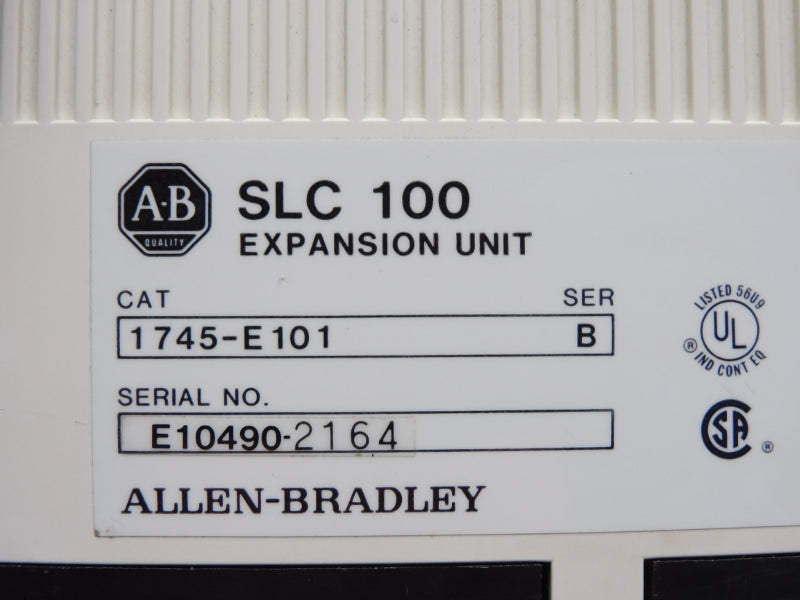 A·B
QUALITY
SLC 100
EXPANSION UNIT
CAT SER
1745-E101 B
SERIAL NO.
E10490-2164
ALLEN-BRADLEY
LISTED 56U9
UL
® IND CONT EQ
SA ®